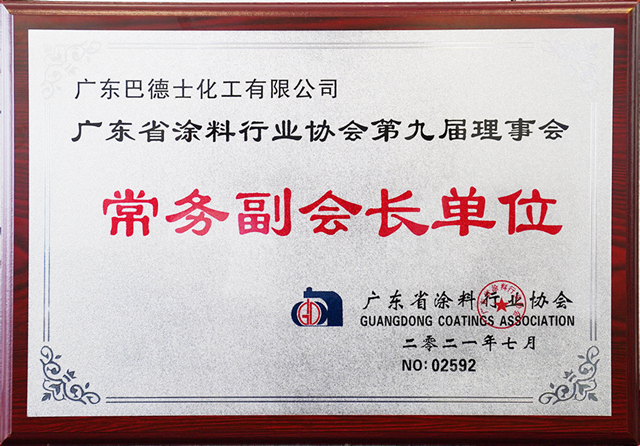 广东巴德士化工有限公司
广东省涂料行业协会第九届理事会
常务副会长单位
广东省涂料行业协会
GUANGDONG COATINGS ASSOCIATION
二零二一年七月
NO: 02592